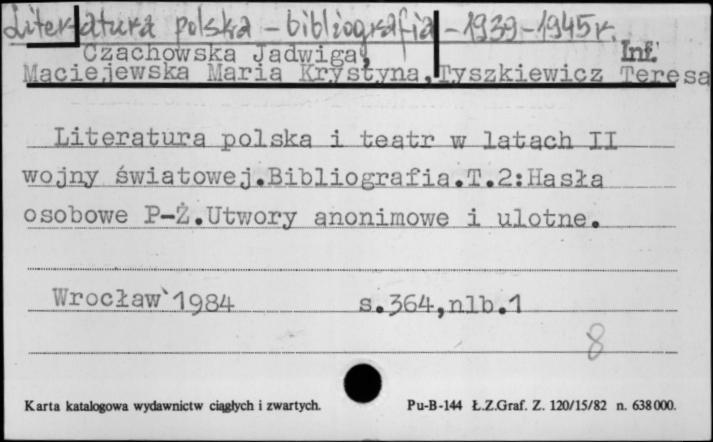 Literatura polska – bibliografia – 1939-1945 r.
Inf.
Czachowska Jadwiga,
Maciejewska Maria Krystyna, Tyszkiewicz Teresa
Literatura polska i teatr w latach II
wojny światowej.Bibliografia.T.2:Hasła
osobowe P-Ż.Utwory anonimowe i ulotne.
Wrocław 1984 s.364,nlb.1
8
Karta katalogowa wydawnictw ciągłych i zwartych. Pu-B-144 Ł.Z.Graf. Z. 120/15/82 n. 638000.